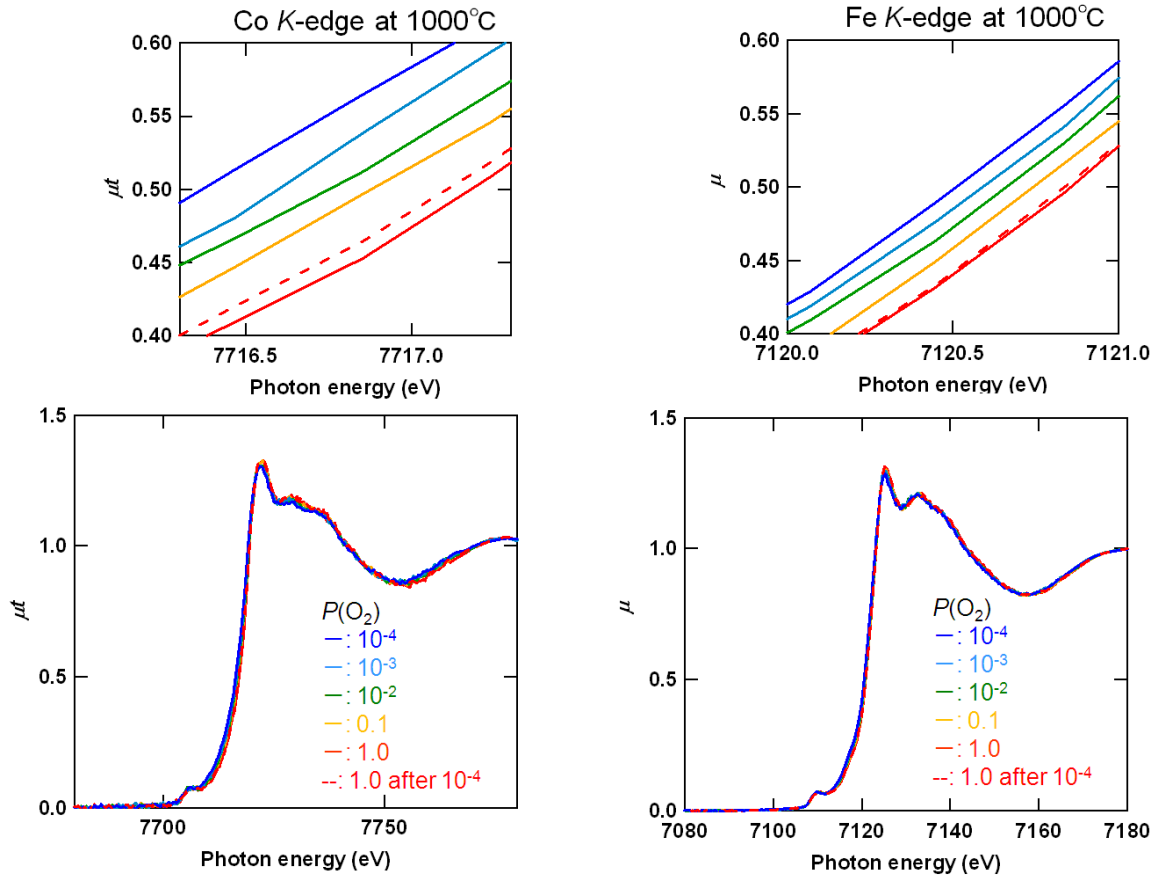 Co K-edge at 1000°C
0.60
0.55
0.50
0.45
0.40
μt
7716.5
7717.0
Photon energy (eV)
Fe K-edge at 1000°C
0.60
0.55
0.50
0.45
0.40
μ
7120.0
7120.5
7121.0
Photon energy (eV)
1.5
1.0
0.5
0.0
μt
P(O₂)
—: 10⁻⁴
—: 10⁻³
—: 10⁻²
—: 0.1
—: 1.0
--: 1.0 after 10⁻⁴
7700
7750
Photon energy (eV)
1.5
1.0
0.5
0.0
μ
P(O₂)
—: 10⁻⁴
—: 10⁻³
—: 10⁻²
—: 0.1
—: 1.0
--: 1.0 after 10⁻⁴
7080
7100
7120
7140
7160
7180
Photon energy (eV)